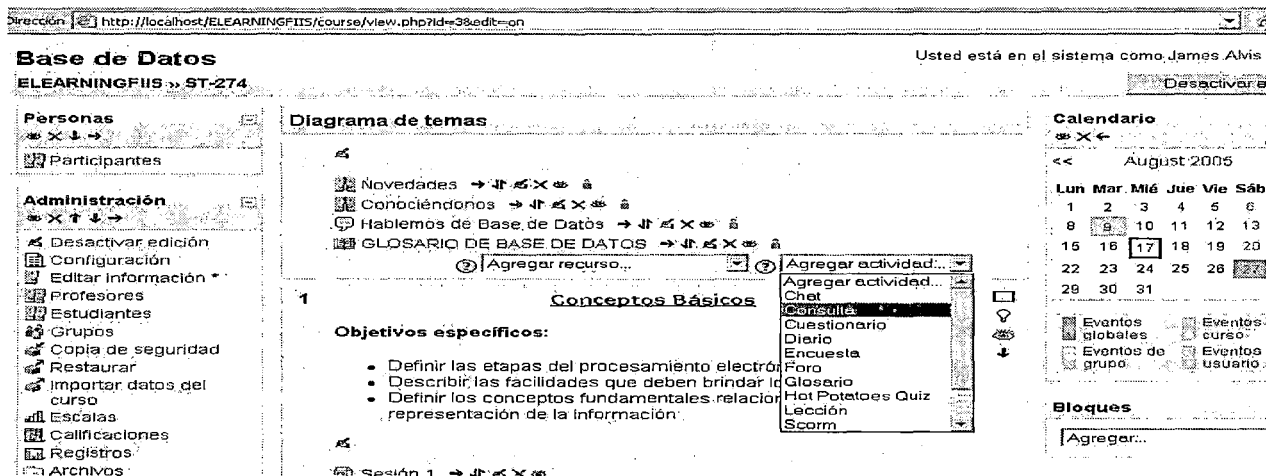 Dirección http://localhost/ELEARNINGFIIS/course/view.php?id=3&edit=on
Base de Datos
Usted está en el sistema como James Alvis
ELEARNINGFIIS » ST-274
Desactivar e
Personas
Participantes
Administración
Desactivar edición
Configuración
Editar información
Profesores
Estudiantes
Grupos
Copia de seguridad
Restaurar
Importar datos del
curso
Escalas
Calificaciones
Registros
Archivos
Diagrama de temas
Novedades
Conociéndonos
Hablemos de Base de Datos
GLOSARIO DE BASE DE DATOS
Agregar recurso...
Agregar actividad...
Agregar actividad...
Chat
Consulta
Cuestionario
Diario
Encuesta
Foro
Glosario
Hot Potatoes Quiz
Lección
Scorm
1
Conceptos Básicos
Objetivos específicos:
• Definir las etapas del procesamiento electró
• Describir las facilidades que deben brindar l
• Definir los conceptos fundamentales relacion
representación de la información
Sesión 1
Calendario
<< August 2005
Lun Mar Mié Jue Vie Sáb
1 2 3 4 5 6
8 9 10 11 12 13
15 16 17 18 19 20
22 23 24 25 26 27
29 30 31
Eventos globales
Eventos curso
Eventos de grupo
Eventos usuario
Bloques
Agregar...